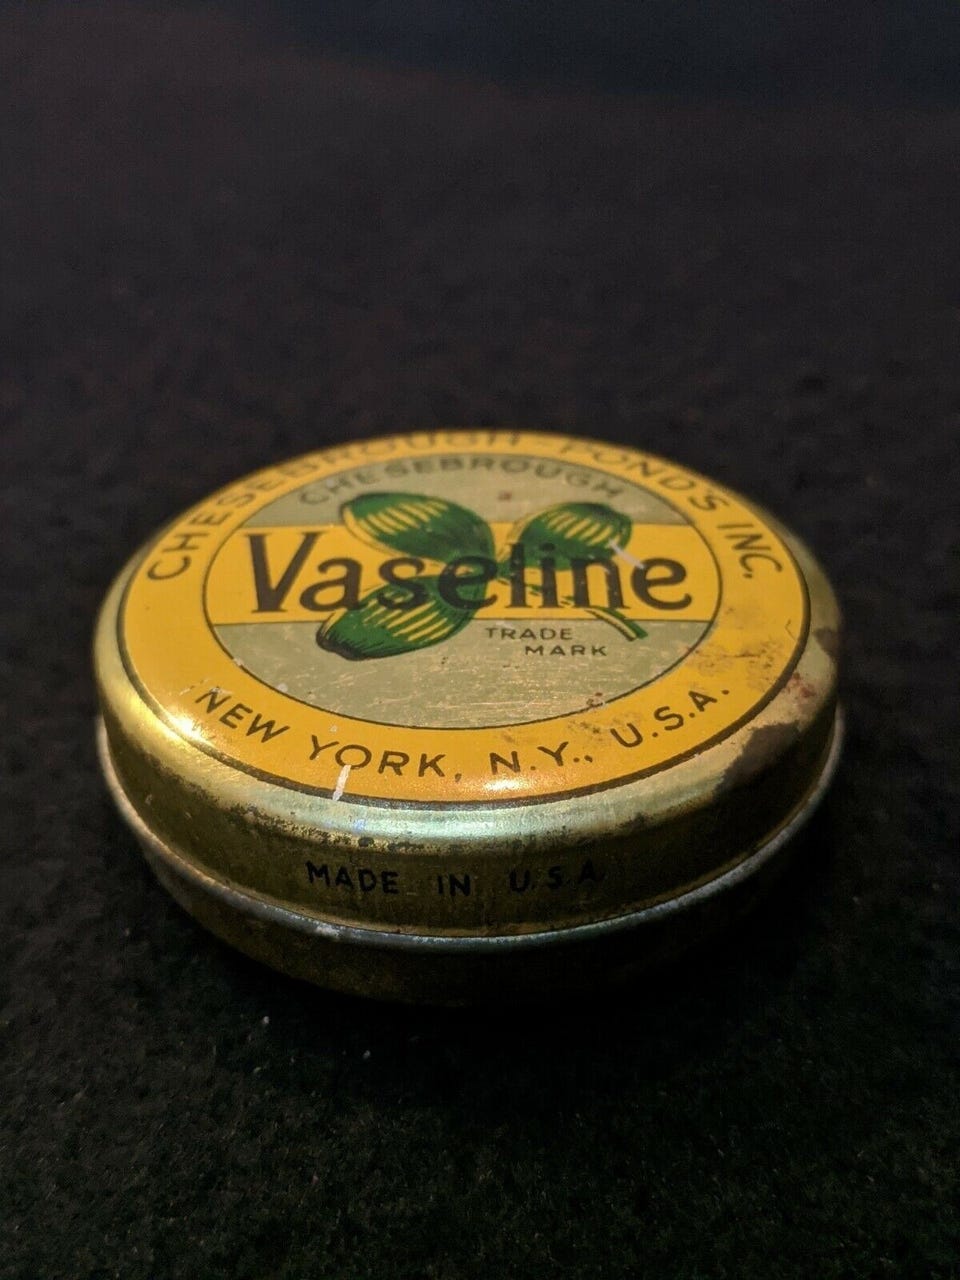 CHESEBROUGH-POND'S INC.
CHESEBROUGH
Vaseline
TRADE
MARK
NEW YORK, N.Y., U.S.A.
MADE IN U.S.A.